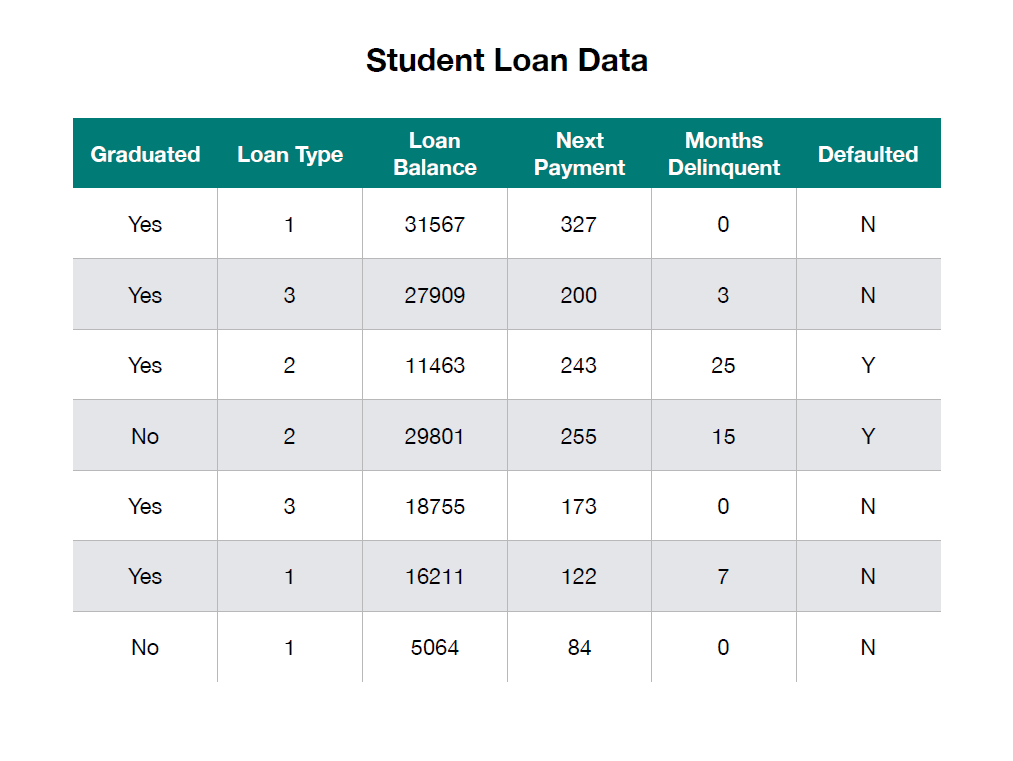 Student Loan Data
Graduated Loan Type Loan Balance Next Payment Months Delinquent Defaulted
Yes 1 31567 327 0 N
Yes 3 27909 200 3 N
Yes 2 11463 243 25 Y
No 2 29801 255 15 Y
Yes 3 18755 173 0 N
Yes 1 16211 122 7 N
No 1 5064 84 0 N